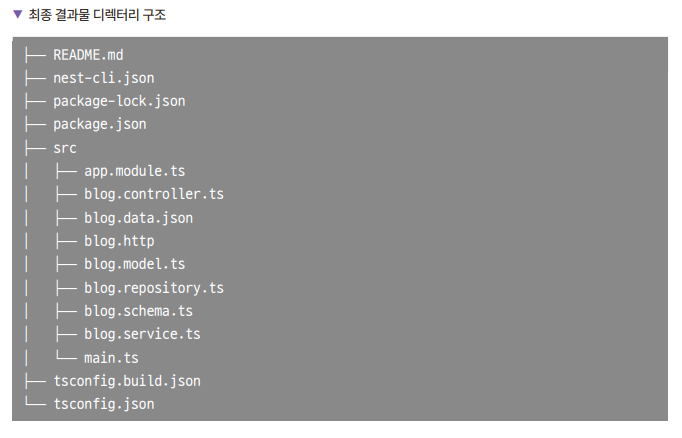 ▼ 최종 결과물 디렉터리 구조
├── README.md
├── nest-cli.json
├── package-lock.json
├── package.json
├── src
│   ├── app.module.ts
│   ├── blog.controller.ts
│   ├── blog.data.json
│   ├── blog.http
│   ├── blog.model.ts
│   ├── blog.repository.ts
│   ├── blog.schema.ts
│   ├── blog.service.ts
│   └── main.ts
├── tsconfig.build.json
└── tsconfig.json